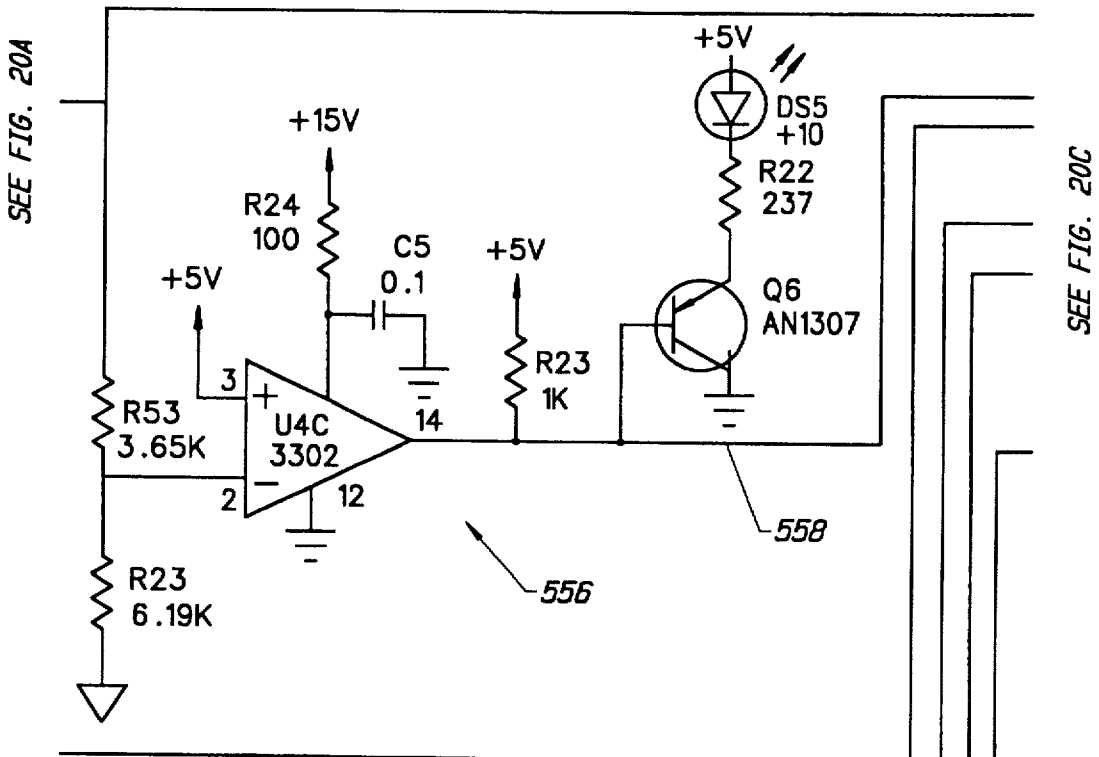 SEE FIG. 20A
+5V
DS5
+10
+15V
R22
237
SEE FIG. 20C
R24
100
C5
0.1
+5V
+5V
Q6
AN1307
R23
1K
3
+
U4C
3302
14
R53
3.65K
2
−
12
558
R23
6.19K
556